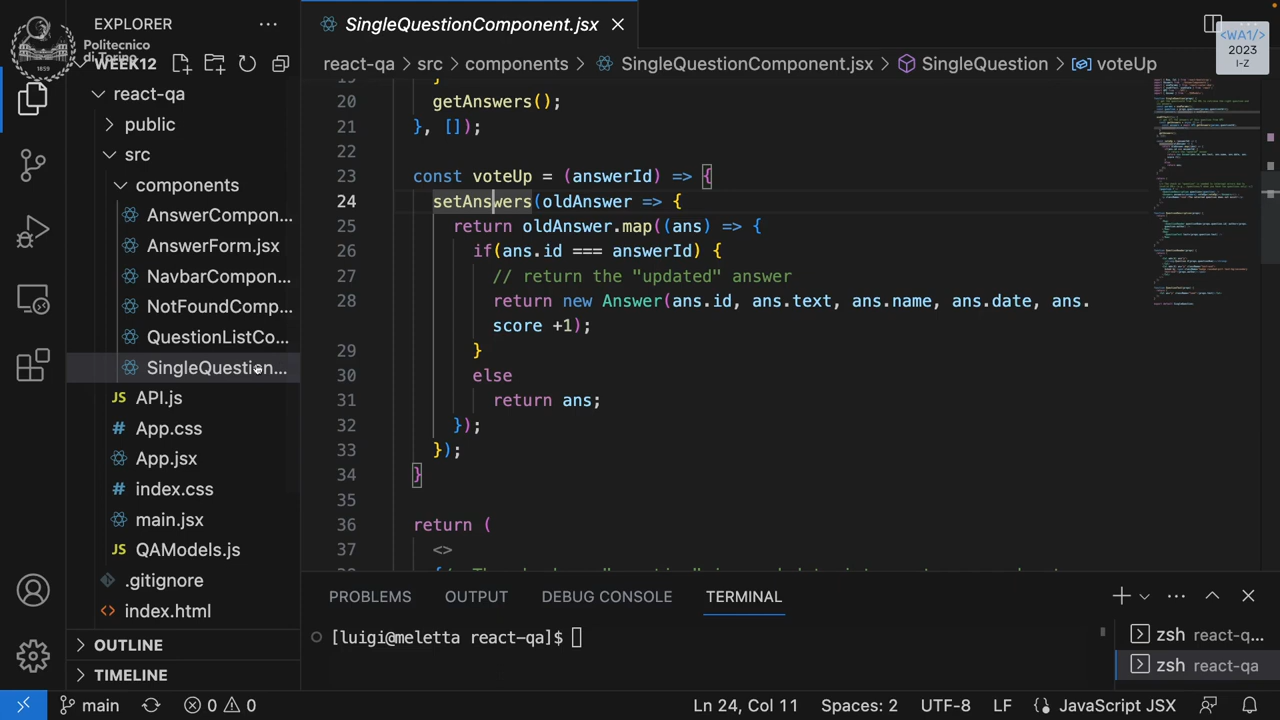 EXPLORER
SingleQuestionComponent.jsx
<WA1/>
2023
I-Z
Politecnico
di Torino
1859
WEEK12
react-qa
public
src
components
AnswerCompon...
AnswerForm.jsx
NavbarCompon...
NotFoundComp...
QuestionListCo...
SingleQuestion...
API.js
App.css
App.jsx
index.css
main.jsx
QAModels.js
.gitignore
index.html
OUTLINE
TIMELINE
react-qa > src > components > SingleQuestionComponent.jsx > SingleQuestion > voteUp
19 }
20 getAnswers();
21 }, []);
22
23 const voteUp = (answerId) => {
24 setAnswers(oldAnswer => {
25 return oldAnswer.map((ans) => {
26 if(ans.id === answerId) {
27 // return the "updated" answer
28 return new Answer(ans.id, ans.text, ans.name, ans.date, ans.
score +1);
29 }
30 else
31 return ans;
32 });
33 });
34 }
35
36 return (
37 <>
PROBLEMS OUTPUT DEBUG CONSOLE TERMINAL
[luigi@meletta react-qa]$
zsh react-q...
zsh react-qa
main 0 0 Ln 24, Col 11 Spaces: 2 UTF-8 LF JavaScript JSX